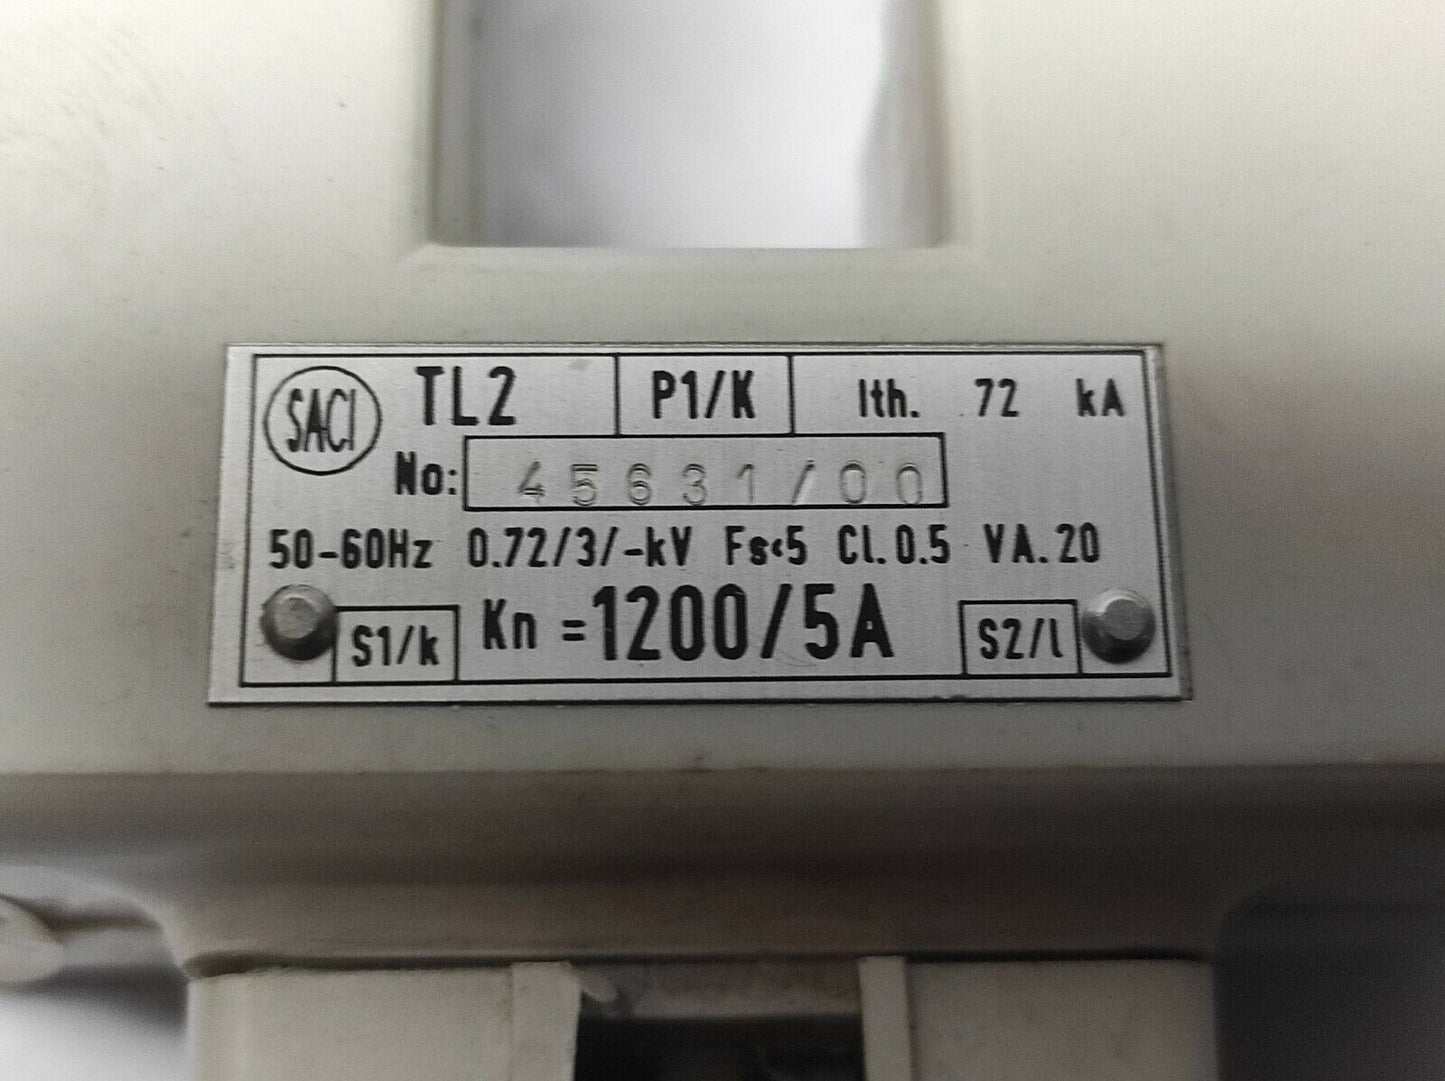 SACI TL2 P1/K Ith. 72 kA
No: 45631/00
50-60Hz 0.72/3/-kV Fs<5 Cl.0.5 VA.20
S1/k Kn =1200/5A S2/l